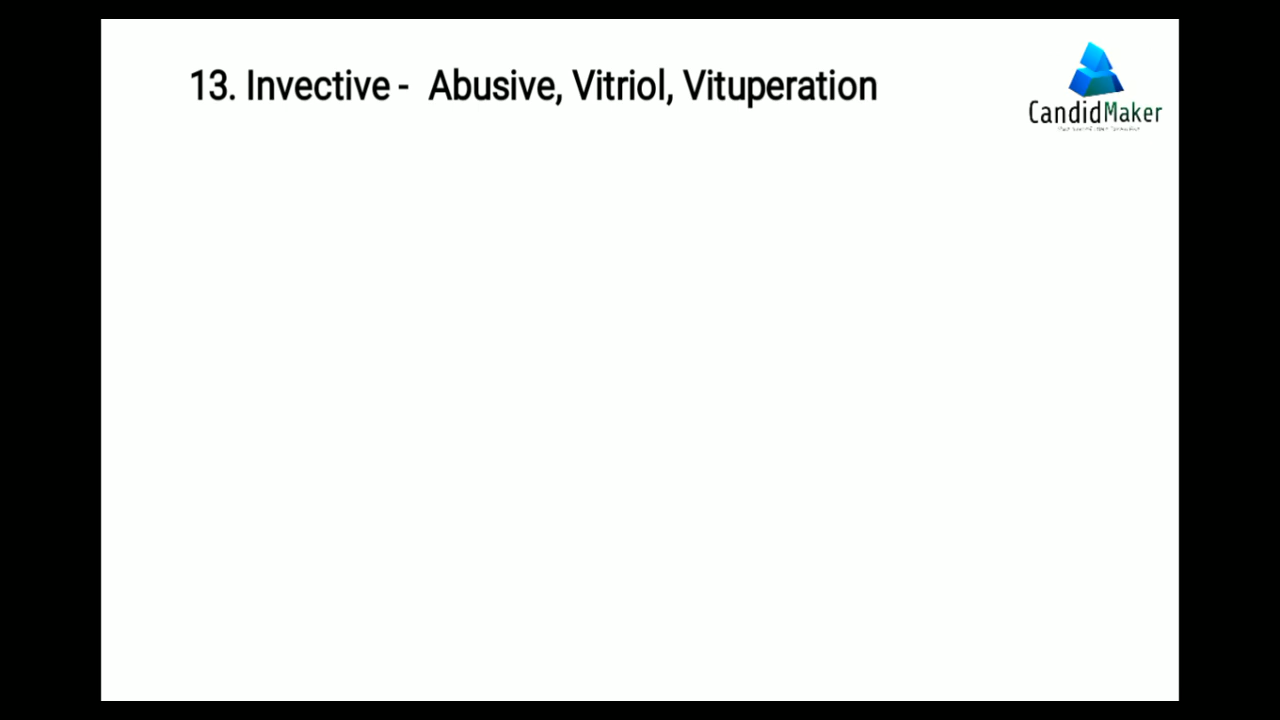 13. Invective - Abusive, Vitriol, Vituperation
CandidMaker